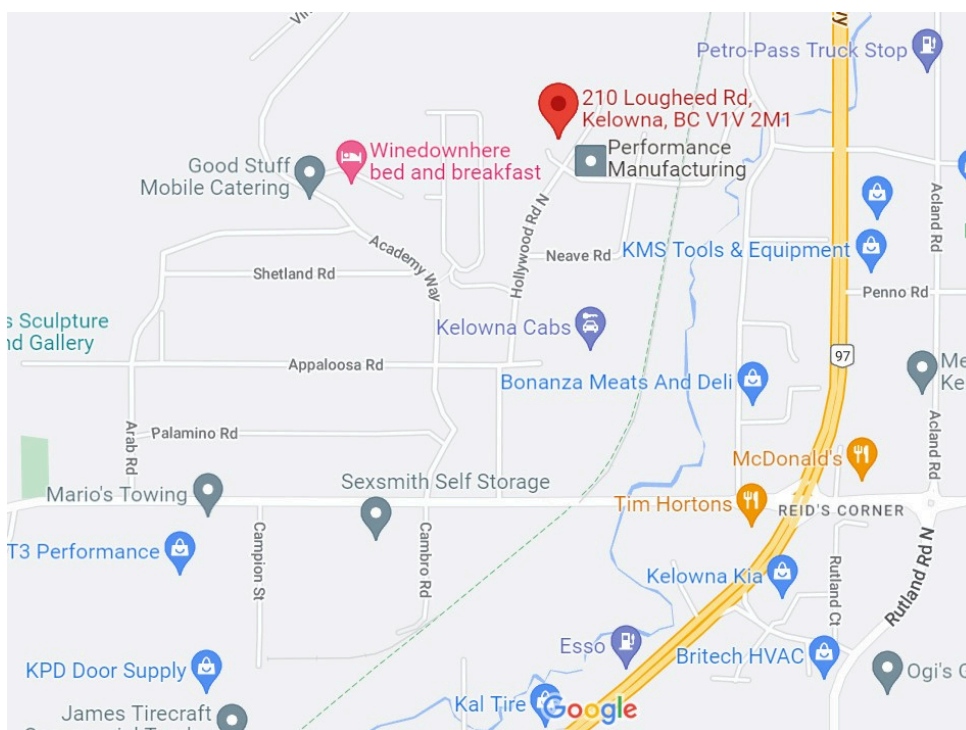 Petro-Pass Truck Stop
210 Lougheed Rd,
Kelowna, BC V1V 2M1
Winedownhere
bed and breakfast
Performance
Manufacturing
Good Stuff
Mobile Catering
Academy Way
Hollywood Rd N
Neave Rd
KMS Tools & Equipment
Acland Rd
Shetland Rd
Penno Rd
s Sculpture
nd Gallery
Kelowna Cabs
97
Appaloosa Rd
Bonanza Meats And Deli
Me
Ke
Arab Rd
Palamino Rd
Acland Rd
McDonald's
Sexsmith Self Storage
Mario's Towing
Tim Hortons
REID'S CORNER
T3 Performance
Campion St
Cambro Rd
Kelowna Kia
Rutland Ct
Rutland Rd N
Esso
Britech HVAC
KPD Door Supply
Ogi's G
Kal Tire
Google
James Tirecraft